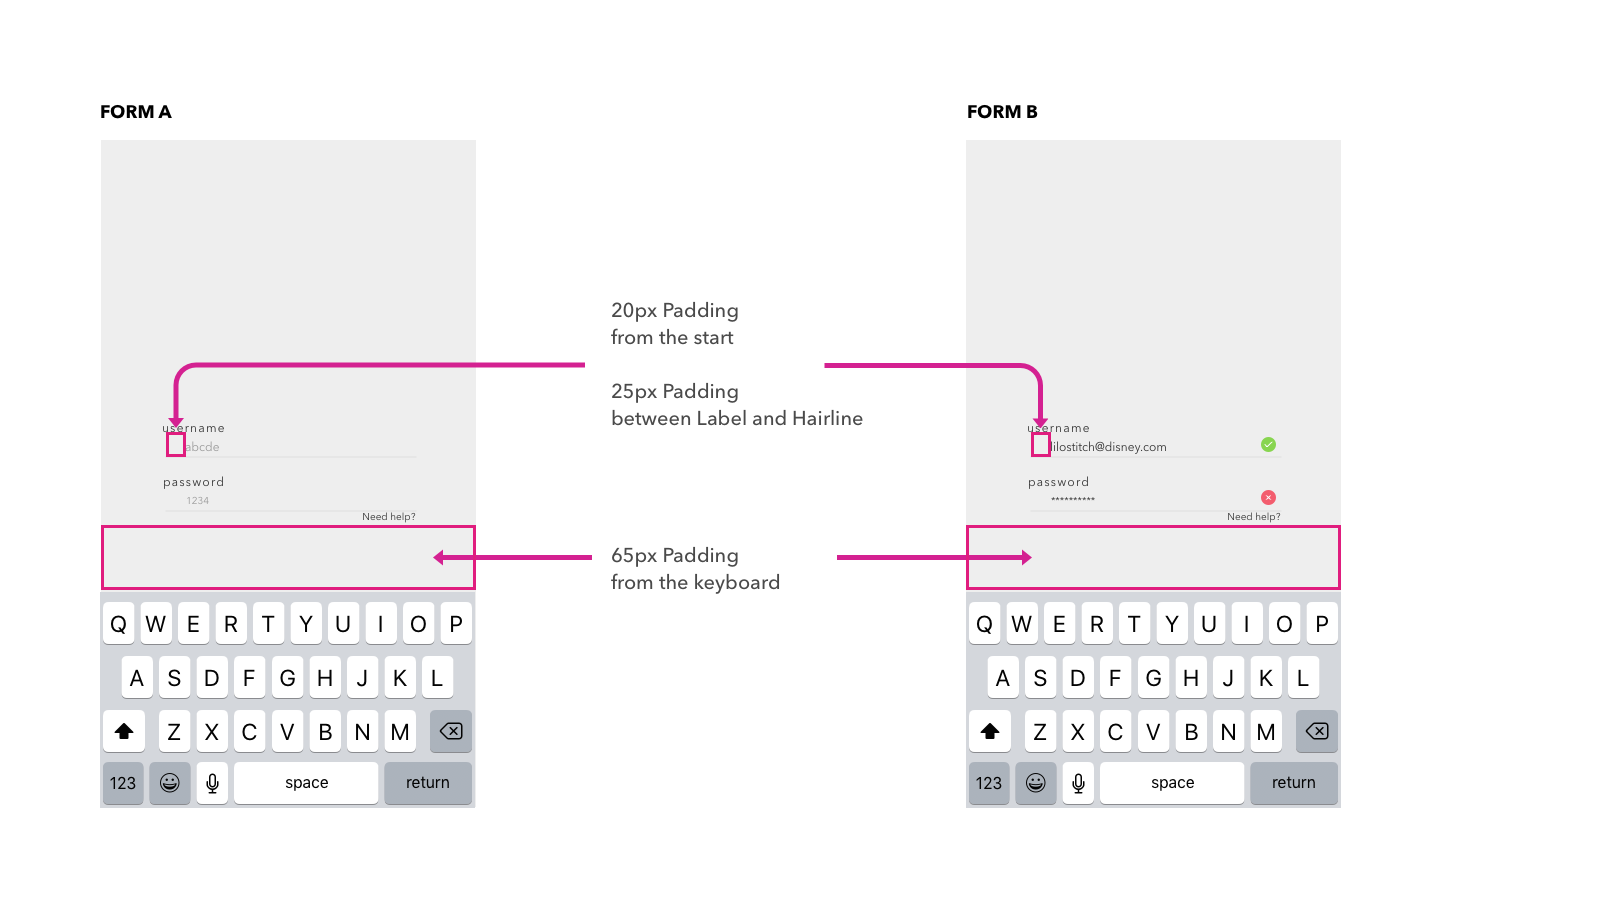 FORM A
FORM B
20px Padding
from the start
25px Padding
between Label and Hairline
username
abcde
password
1234
Need help?
username
lilostitch@disney.com
password
**********
Need help?
65px Padding
from the keyboard
Q W E R T Y U I O P
A S D F G H J K L
Z X C V B N M
123 space return
Q W E R T Y U I O P
A S D F G H J K L
Z X C V B N M
123 space return